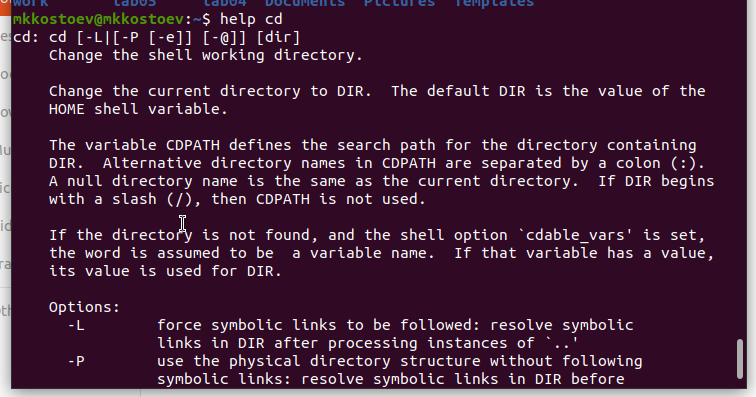 work lab03 lab04 Documents Pictures Templates
mkkostoev@mkkostoev:~$ help cd
cd: cd [-L|[-P [-e]] [-@]] [dir]
Change the shell working directory.
Change the current directory to DIR.  The default DIR is the value of the
HOME shell variable.
The variable CDPATH defines the search path for the directory containing
DIR.  Alternative directory names in CDPATH are separated by a colon (:).
A null directory name is the same as the current directory.  If DIR begins
with a slash (/), then CDPATH is not used.
If the directory is not found, and the shell option `cdable_vars' is set,
the word is assumed to be  a variable name.  If that variable has a value,
its value is used for DIR.
Options:
-L force symbolic links to be followed: resolve symbolic
links in DIR after processing instances of `..'
-P use the physical directory structure without following
symbolic links: resolve symbolic links in DIR before